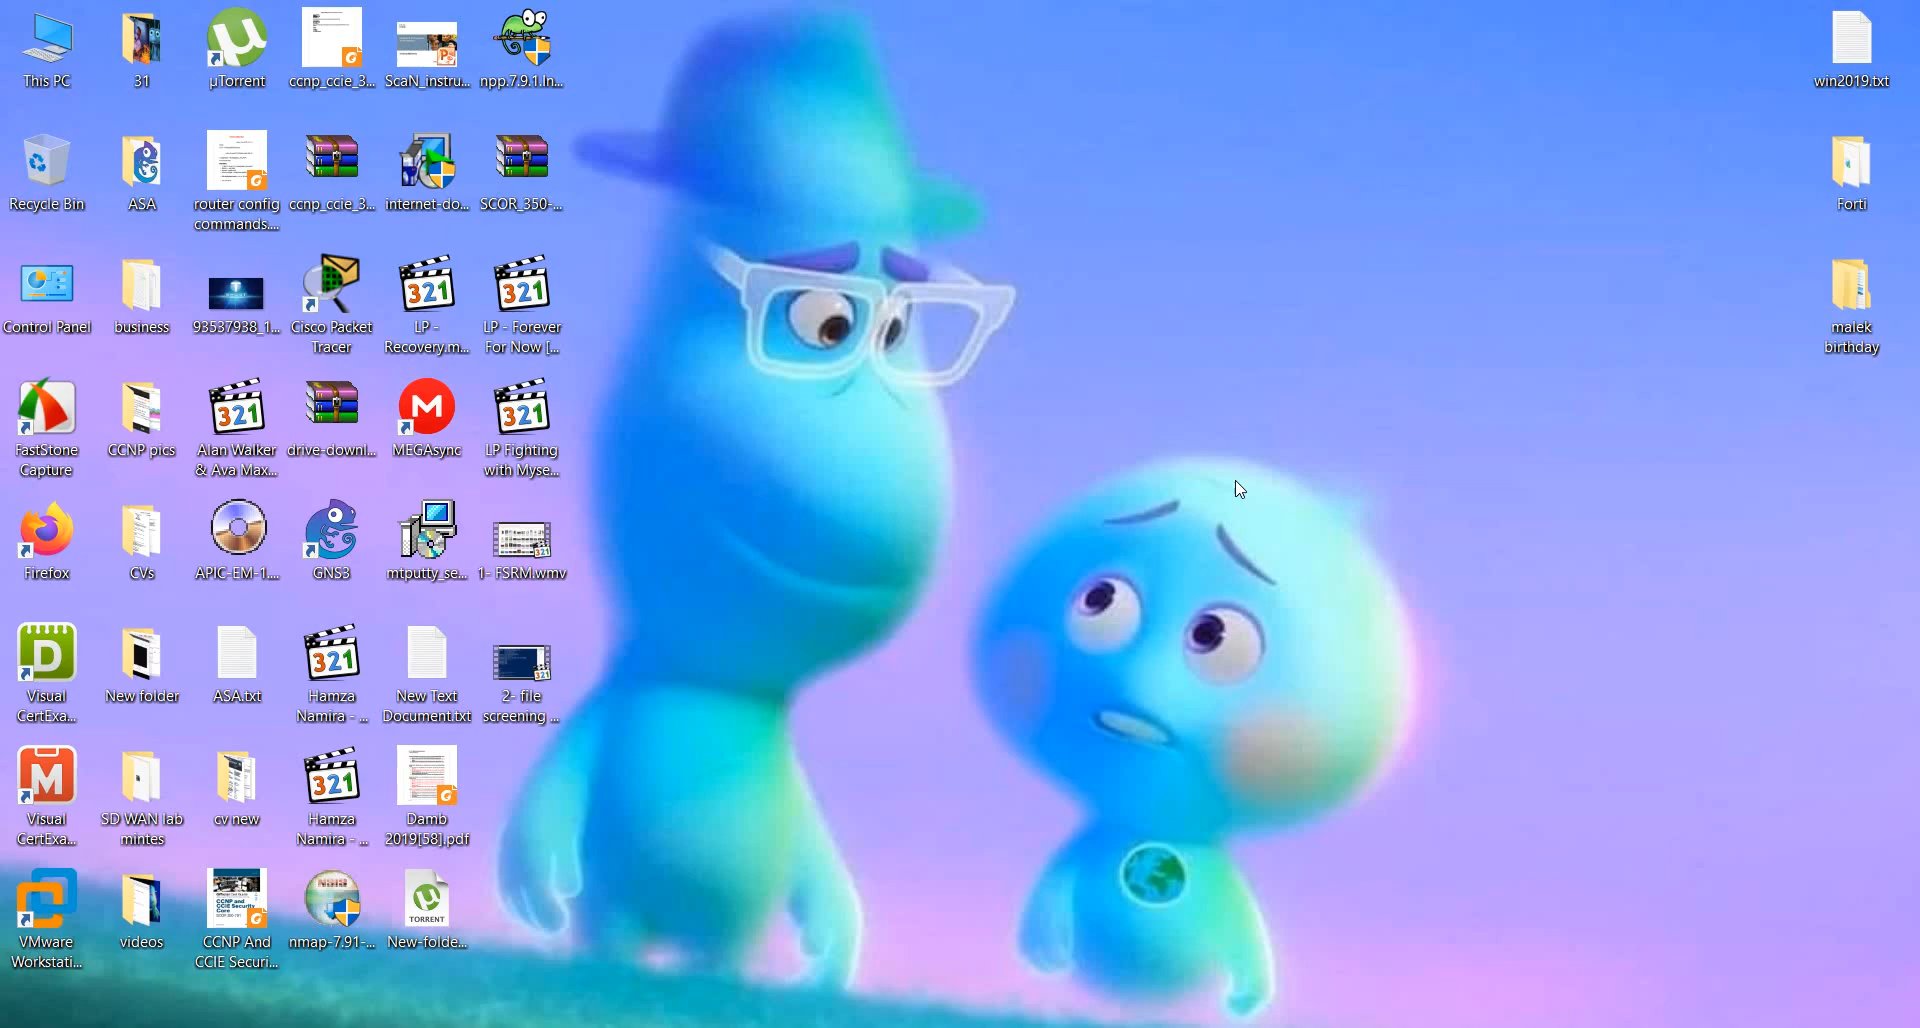 This PC
31
µTorrent
ccnp_ccie_3...
ScaN_instru...
npp.7.9.1.In...
win2019.txt
Recycle Bin
ASA
router config
commands....
ccnp_ccie_3...
internet-do...
SCOR_350-...
Forti
Control Panel
business
93537938_1...
Cisco Packet
Tracer
LP -
Recovery.m...
LP - Forever
For Now [...
malek
birthday
FastStone
Capture
CCNP pics
Alan Walker
& Ava Max...
drive-downl...
MEGAsync
LP Fighting
with Myse...
Firefox
CVs
APIC-EM-1....
GNS3
mtputty_se...
1- FSRM.wmv
Visual
CertExa...
New folder
ASA.txt
Hamza
Namira - ...
New Text
Document.txt
2- file
screening ...
Visual
CertExa...
SD WAN lab
mintes
cv new
Hamza
Namira - ...
Damb
2019[58].pdf
VMware
Workstati...
videos
CCNP And
CCIE Securi...
nmap-7.91-...
TORRENT
New-folde...